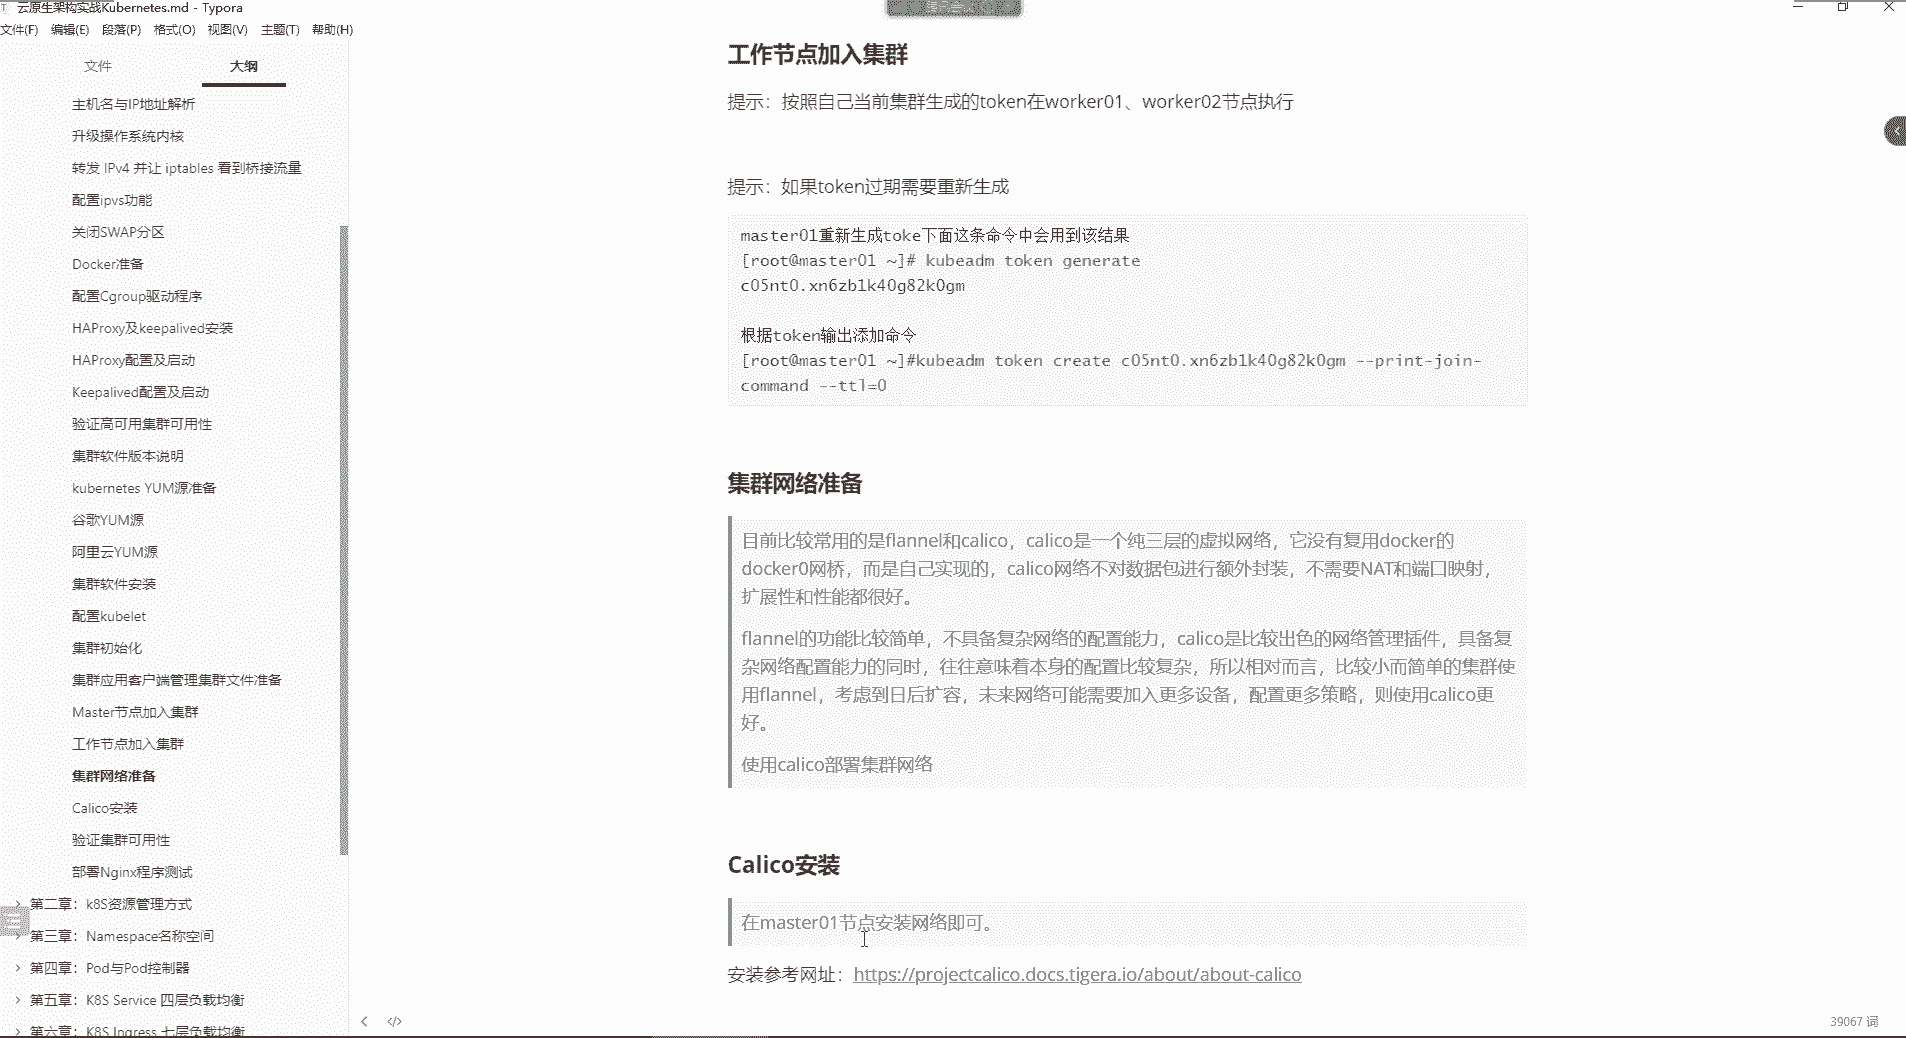 云原生架构实战Kubernetes.md - Typora
文件(F) 编辑(E) 段落(P) 格式(O) 视图(V) 主题(T) 帮助(H)
文件 大纲
主机名与IP地址解析
升级操作系统内核
转发 IPv4 并让 iptables 看到桥接流量
配置ipvs功能
关闭SWAP分区
Docker准备
配置Cgroup驱动程序
HAProxy及keepalived安装
HAProxy配置及启动
Keepalived配置及启动
验证高可用集群可用性
集群软件版本说明
kubernetes YUM源准备
谷歌YUM源
阿里云YUM源
集群软件安装
配置kubelet
集群初始化
集群应用客户端管理集群文件准备
Master节点加入集群
工作节点加入集群
集群网络准备
Calico安装
验证集群可用性
部署Nginx程序测试
第二章：k8S资源管理方式
第三章：Namespace名称空间
第四章：Pod与Pod控制器
第五章：K8S Service 四层负载均衡
第六章：K8S Ingress 七层负载均衡
工作节点加入集群
提示：按照自己当前集群生成的token在worker01、worker02节点执行
提示：如果token过期需要重新生成
master01重新生成toke下面这条命令中会用到该结果
[root@master01 ~]# kubeadm token generate
c05nt0.xn6zb1k40g82k0gm
根据token输出添加命令
[root@master01 ~]#kubeadm token create c05nt0.xn6zb1k40g82k0gm --print-join-
command --ttl=0
集群网络准备
目前比较常用的是flannel和calico，calico是一个纯三层的虚拟网络，它没有复用docker的
docker0网桥，而是自己实现的，calico网络不对数据包进行额外封装，不需要NAT和端口映射，
扩展性和性能都很好。
flannel的功能比较简单，不具备复杂网络的配置能力，calico是比较出色的网络管理插件，具备复
杂网络配置能力的同时，往往意味着本身的配置比较复杂，所以相对而言，比较小而简单的集群使
用flannel，考虑到日后扩容，未来网络可能需要加入更多设备，配置更多策略，则使用calico更
好。
使用calico部署集群网络
Calico安装
在master01节点安装网络即可。
安装参考网址：https://projectcalico.docs.tigera.io/about/about-calico
39067 词